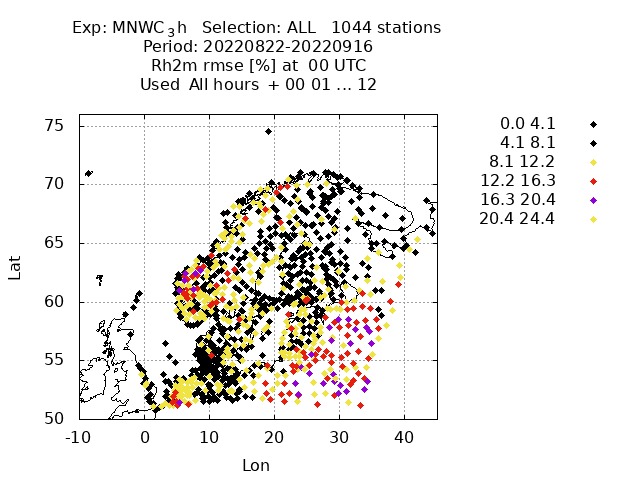 Exp: MNWC_3h Selection: ALL 1044 stations
Period: 20220822-20220916
Rh2m rmse [%] at 00 UTC
Used All hours + 00 01 ... 12
0.0 4.1
4.1 8.1
8.1 12.2
12.2 16.3
16.3 20.4
20.4 24.4
75
70
65
60
55
50
Lat
-10 0 10 20 30 40
Lon